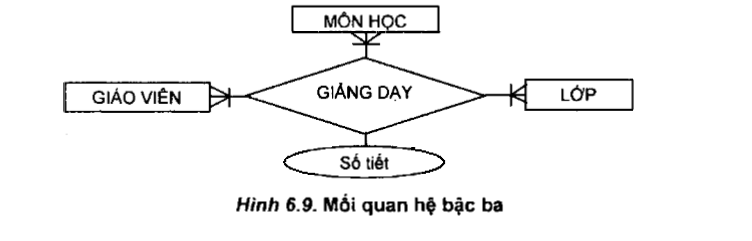 MÔN HỌC
GIÁO VIÊN
GIẢNG DẠY
LỚP
Số tiết
Hình 6.9. Mối quan hệ bậc ba